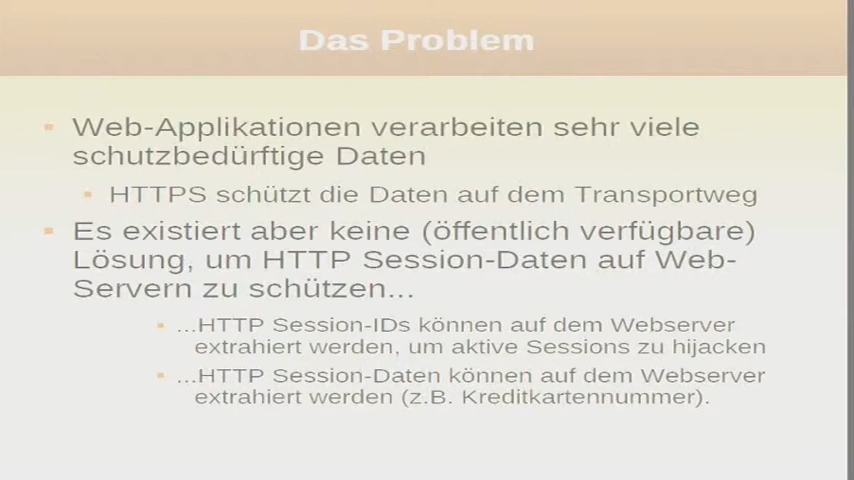 Das Problem
Web-Applikationen verarbeiten sehr viele
schutzbedürftige Daten
HTTPS schützt die Daten auf dem Transportweg
Es existiert aber keine (öffentlich verfügbare)
Lösung, um HTTP Session-Daten auf Web-
Servern zu schützen...
...HTTP Session-IDs können auf dem Webserver
extrahiert werden, um aktive Sessions zu hijacken
...HTTP Session-Daten können auf dem Webserver
extrahiert werden (z.B. Kreditkartennummer).